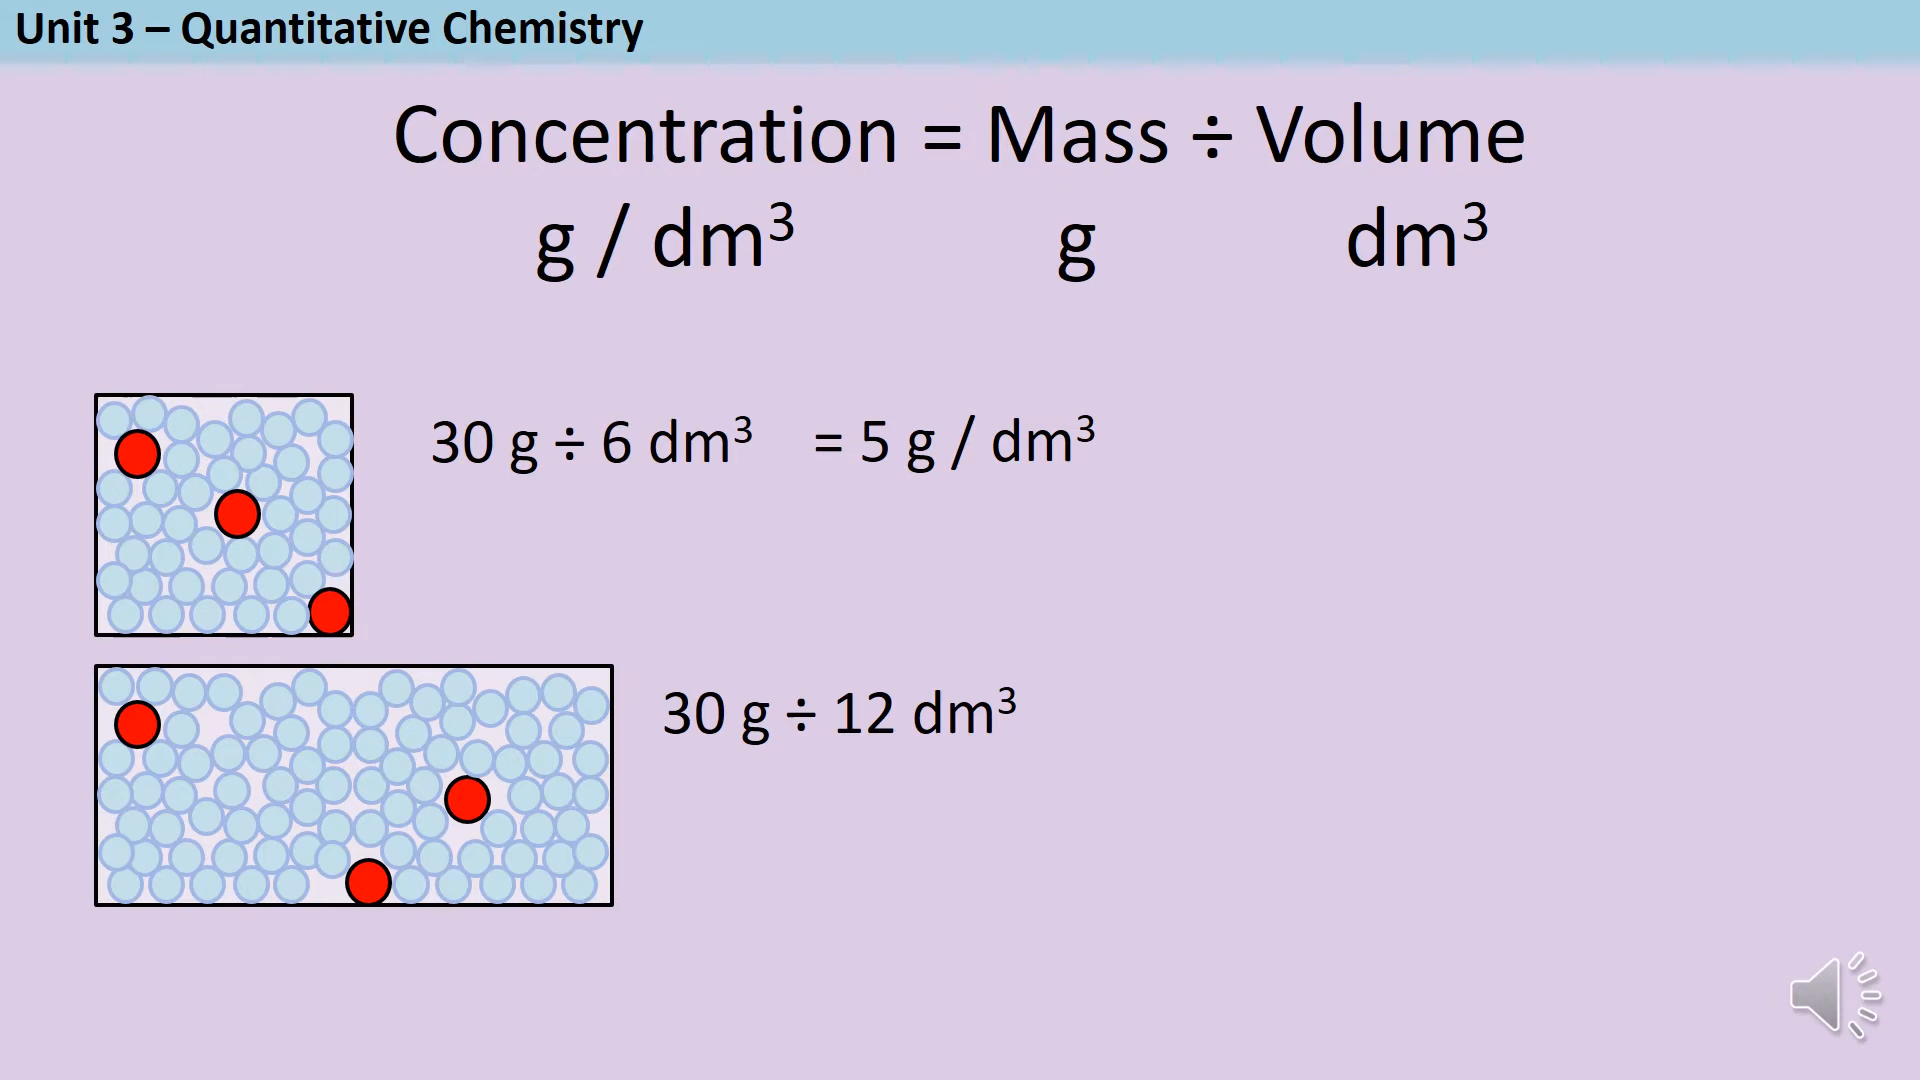 Unit 3 – Quantitative Chemistry
Concentration = Mass ÷ Volume
g / dm³ g dm³
30 g ÷ 6 dm³ = 5 g / dm³
30 g ÷ 12 dm³